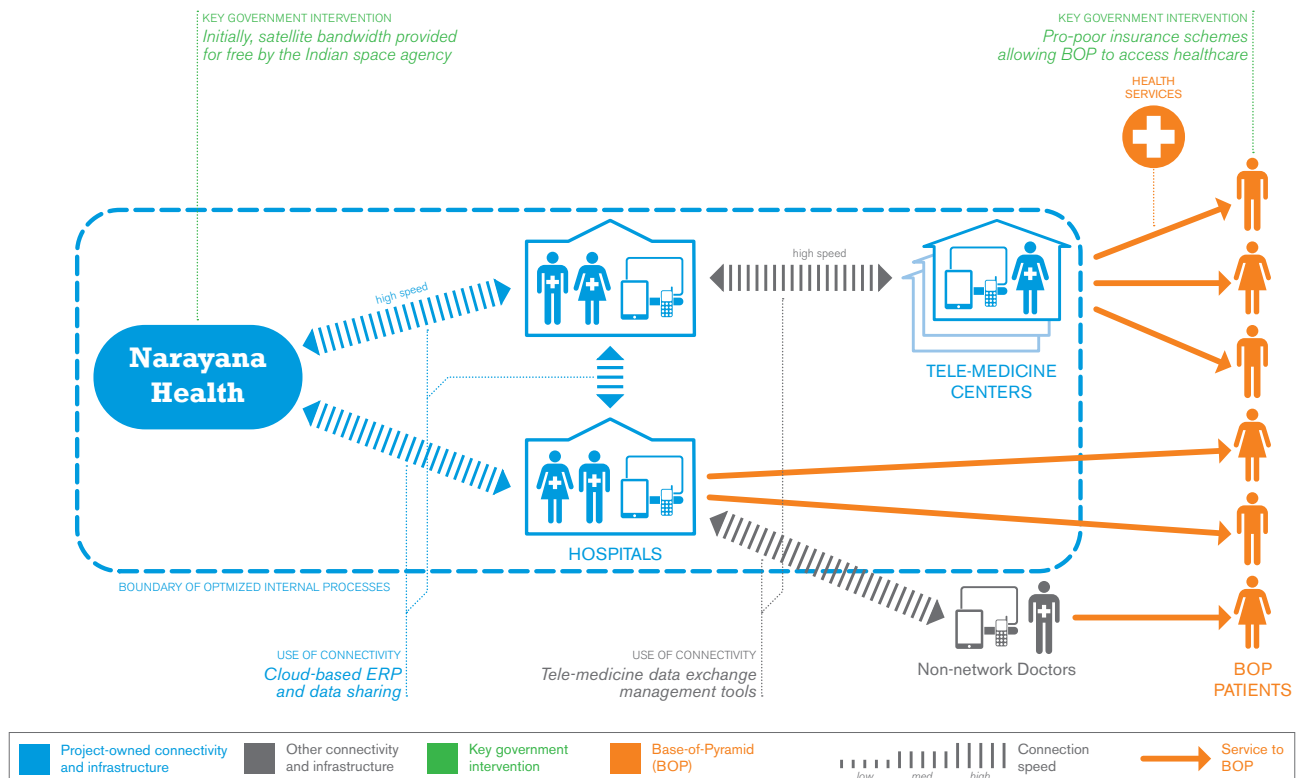 KEY GOVERNMENT INTERVENTION
Initially, satellite bandwidth provided
for free by the Indian space agency
KEY GOVERNMENT INTERVENTION
Pro-poor insurance schemes
allowing BOP to access healthcare
HEALTH
SERVICES
high speed
high speed
Narayana
Health
TELE-MEDICINE
CENTERS
HOSPITALS
BOUNDARY OF OPTMIZED INTERNAL PROCESSES
USE OF CONNECTIVITY
Cloud-based ERP
and data sharing
USE OF CONNECTIVITY
Tele-medicine data exchange
management tools
Non-network Doctors
BOP
PATIENTS
Project-owned connectivity
and infrastructure
Other connectivity
and infrastructure
Key government
intervention
Base-of-Pyramid
(BOP)
low med high
Connection
speed
Service to
BOP